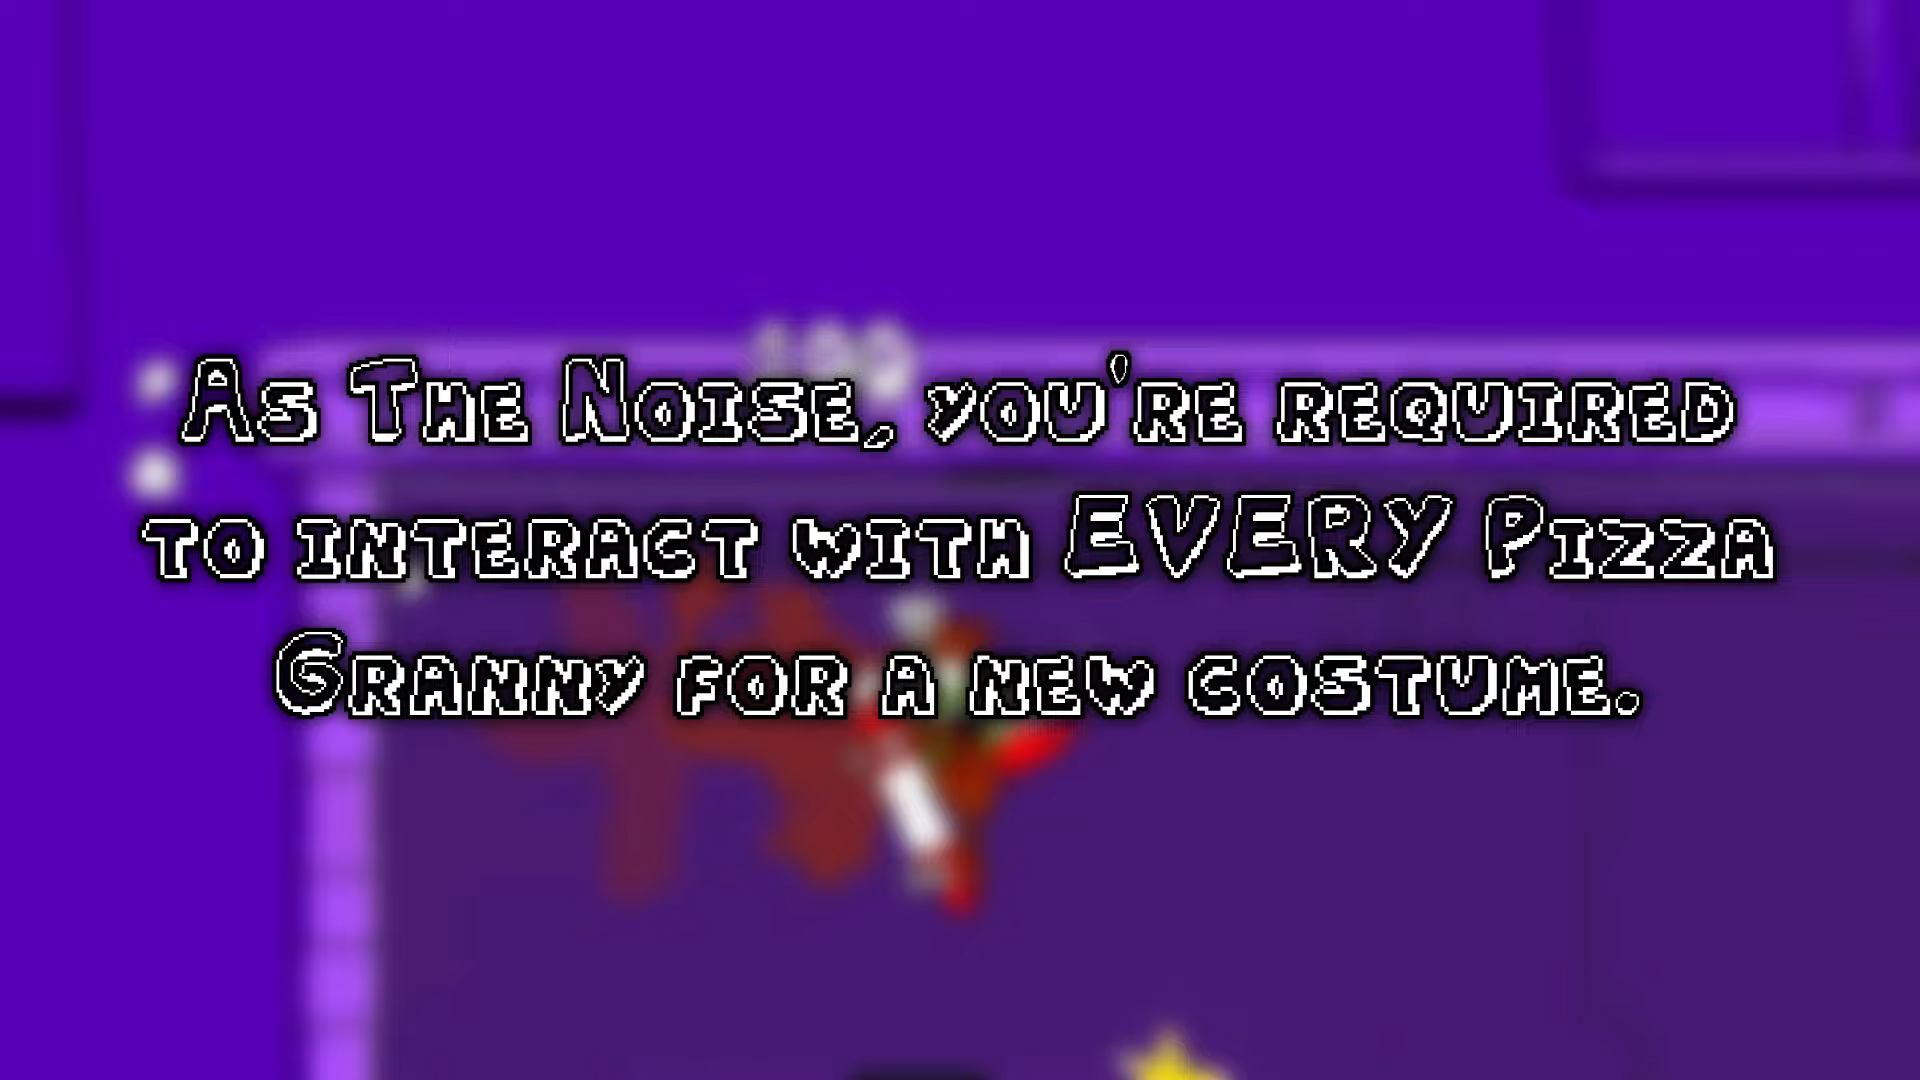 As The Noise, you're required
to interact with EVERY Pizza
Granny for a new costume.